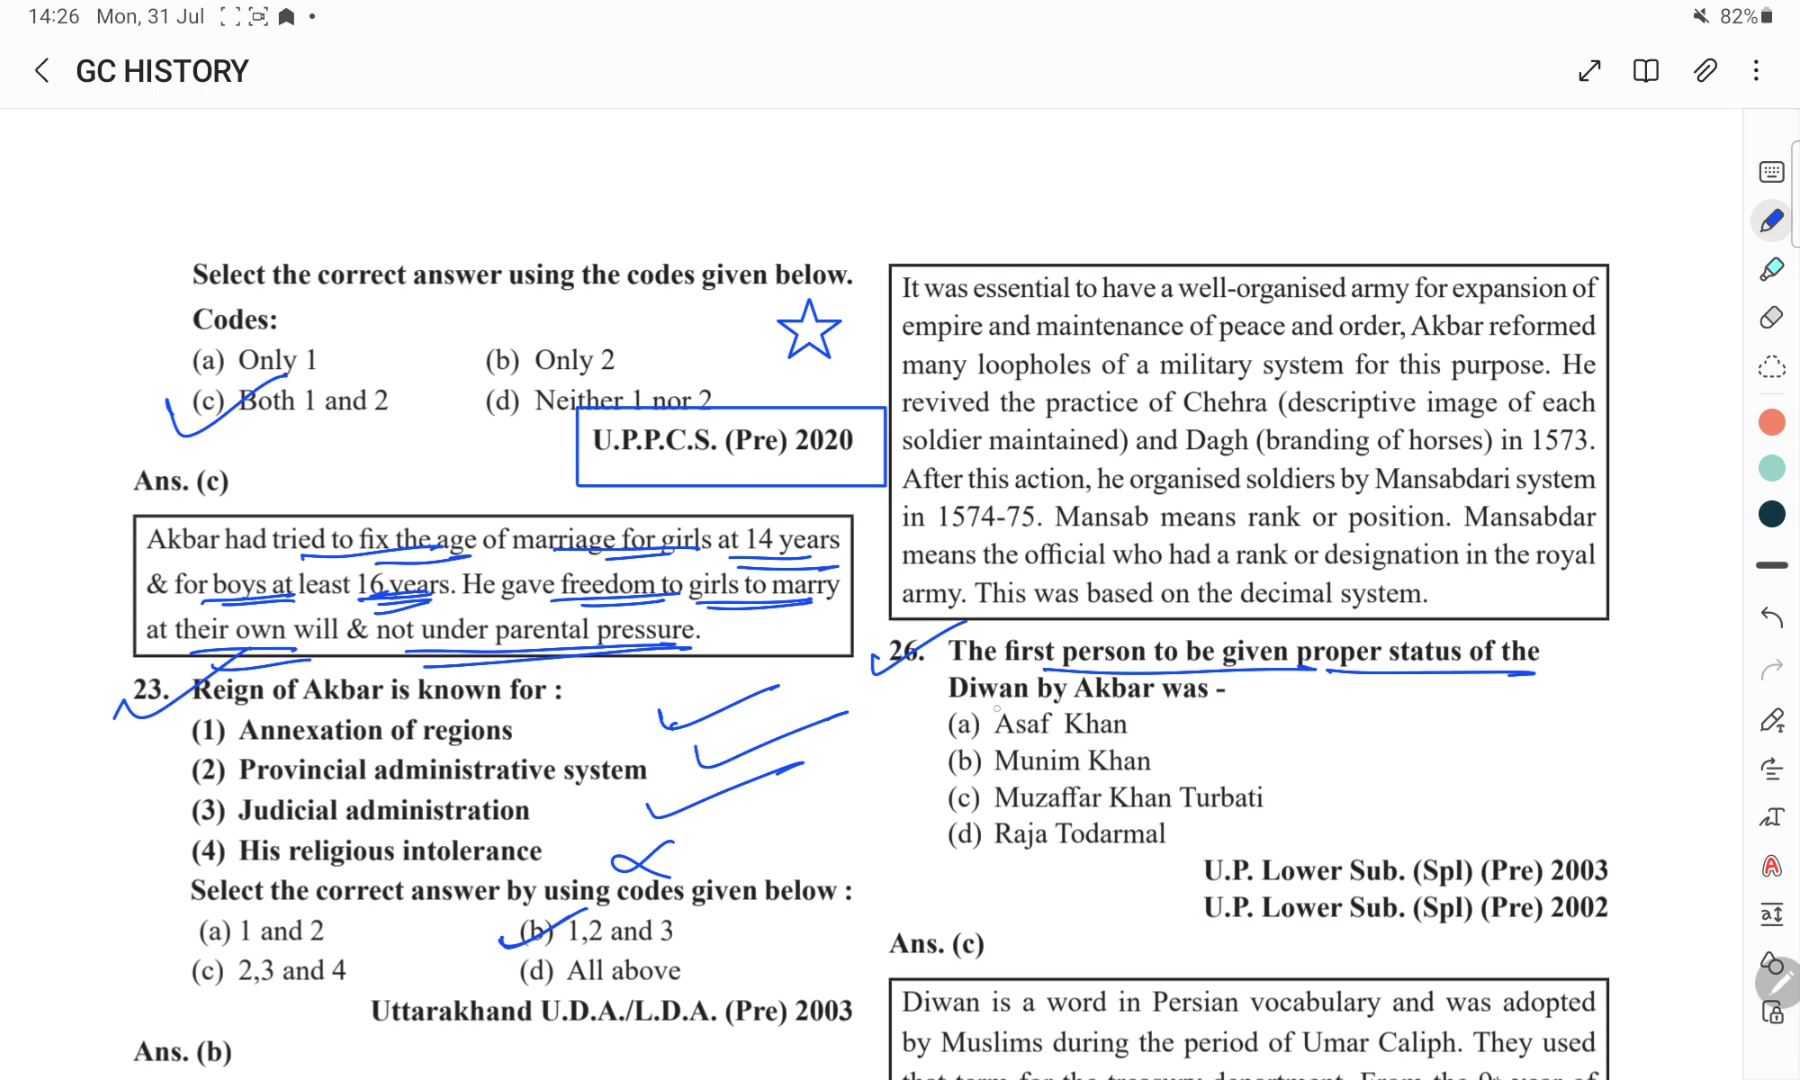 14:26 Mon, 31 Jul
82%
GC HISTORY
Select the correct answer using the codes given below.
Codes:
(a) Only 1 (b) Only 2
(c) Both 1 and 2 (d) Neither 1 nor 2
U.P.P.C.S. (Pre) 2020
Ans. (c)
Akbar had tried to fix the age of marriage for girls at 14 years
& for boys at least 16 years. He gave freedom to girls to marry
at their own will & not under parental pressure.
23. Reign of Akbar is known for :
(1) Annexation of regions
(2) Provincial administrative system
(3) Judicial administration
(4) His religious intolerance
Select the correct answer by using codes given below :
(a) 1 and 2 (b) 1,2 and 3
(c) 2,3 and 4 (d) All above
Uttarakhand U.D.A./L.D.A. (Pre) 2003
Ans. (b)
It was essential to have a well-organised army for expansion of
empire and maintenance of peace and order, Akbar reformed
many loopholes of a military system for this purpose. He
revived the practice of Chehra (descriptive image of each
soldier maintained) and Dagh (branding of horses) in 1573.
After this action, he organised soldiers by Mansabdari system
in 1574-75. Mansab means rank or position. Mansabdar
means the official who had a rank or designation in the royal
army. This was based on the decimal system.
26. The first person to be given proper status of the
Diwan by Akbar was -
(a) Asaf Khan
(b) Munim Khan
(c) Muzaffar Khan Turbati
(d) Raja Todarmal
U.P. Lower Sub. (Spl) (Pre) 2003
U.P. Lower Sub. (Spl) (Pre) 2002
Ans. (c)
Diwan is a word in Persian vocabulary and was adopted
by Muslims during the period of Umar Caliph. They used